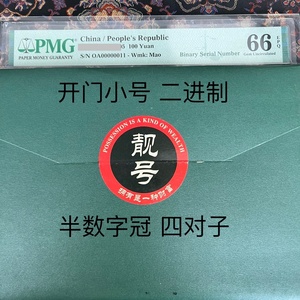 PMG
PAPER MONEY GUARANTY
China / People's Republic
05 100 Yuan
S/N OA00000011 - Wmk: Mao
Binary Serial Number
66 EPQ
Gem Uncirculated
开门小号 二进制
POSSESSION IS A KIND OF WEALTH
靓号
拥有是一种财富
半数字冠 四对子